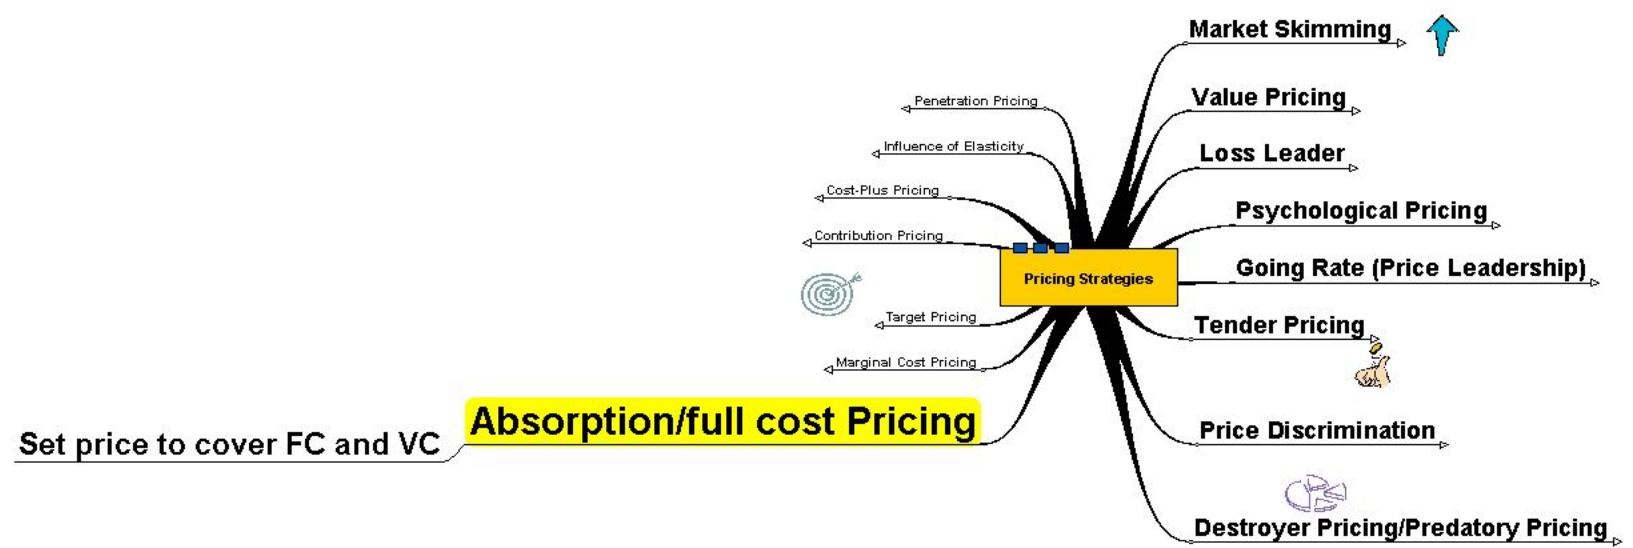 Market Skimming
Value Pricing
Loss Leader
Psychological Pricing
Going Rate (Price Leadership)
Tender Pricing
Price Discrimination
Destroyer Pricing/Predatory Pricing
Pricing Strategies
Penetration Pricing
Influence of Elasticity
Cost-Plus Pricing
Contribution Pricing
Target Pricing
Marginal Cost Pricing
Absorption/full cost Pricing
Set price to cover FC and VC